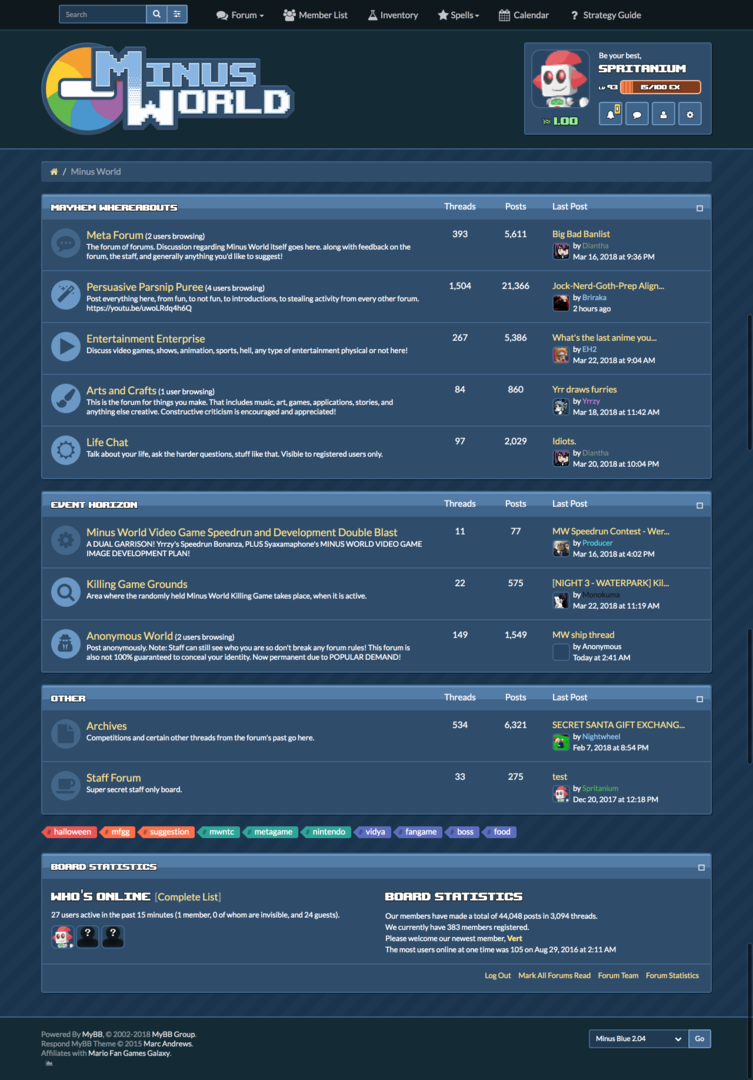 Search
Forum
Member List
Inventory
Spells
Calendar
? Strategy Guide
MINUS
WORLD
Be your best,
SPRITANIUM
LV 93 15/100 EX
1.00
0
/ Minus World
MAYHEM WHEREABOUTS Threads Posts Last Post
Meta Forum (2 users browsing) 393 5,611 Big Bad Banlist
The forum of forums. Discussion regarding Minus World itself goes here. along with feedback on the by Diantha
forum, the staff, and generally anything you'd like to suggest! Mar 16, 2018 at 9:36 PM
Persuasive Parsnip Puree (4 users browsing) 1,504 21,366 Jock-Nerd-Goth-Prep Align...
Post everything here, from fun, to not fun, to introductions, to stealing activity from every other forum. by Briraka
https://youtu.be/uwoLRdq4h6Q 2 hours ago
Entertainment Enterprise 267 5,386 What's the last anime you...
Discuss video games, shows, animation, sports, hell, any type of entertainment physical or not here! by EH2
Mar 22, 2018 at 9:04 AM
Arts and Crafts (1 user browsing) 84 860 Yrr draws furries
This is the forum for things you make. That includes music, art, games, applications, stories, and by Yrrzy
anything else creative. Constructive criticism is encouraged and appreciated! Mar 18, 2018 at 11:42 AM
Life Chat 97 2,029 Idiots.
Talk about your life, ask the harder questions, stuff like that. Visible to registered users only. by Diantha
Mar 20, 2018 at 10:04 PM
EVENT HORIZON Threads Posts Last Post
Minus World Video Game Speedrun and Development Double Blast 11 77 MW Speedrun Contest - Wer...
A DUAL GARRISON! Yrrzy's Speedrun Bonanza, PLUS Syaxamaphone's MINUS WORLD VIDEO GAME by Producer
IMAGE DEVELOPMENT PLAN! Mar 16, 2018 at 4:02 PM
Killing Game Grounds 22 575 [NIGHT 3 - WATERPARK] Kil...
Area where the randomly held Minus World Killing Game takes place, when it is active. by Monokuma
Mar 22, 2018 at 11:19 AM
Anonymous World (2 users browsing) 149 1,549 MW ship thread
Post anonymously. Note: Staff can still see who you are so don't break any forum rules! This forum is by Anonymous
also not 100% guaranteed to conceal your identity. Now permanent due to POPULAR DEMAND! Today at 2:41 AM
OTHER Threads Posts Last Post
Archives 534 6,321 SECRET SANTA GIFT EXCHANG...
Competitions and certain other threads from the forum's past go here. by Nightwheel
Feb 7, 2018 at 8:54 PM
Staff Forum 33 275 test
Super secret staff only board. by Spritanium
Dec 20, 2017 at 12:18 PM
# halloween # mfgg # suggestion # mwntc # metagame # nintendo # vidya # fangame # boss # food
BOARD STATISTICS
WHO'S ONLINE [Complete List]
27 users active in the past 15 minutes (1 member, 0 of whom are invisible, and 24 guests).
? ?
BOARD STATISTICS
Our members have made a total of 44,048 posts in 3,094 threads.
We currently have 383 members registered.
Please welcome our newest member, Vert
The most users online at one time was 105 on Aug 29, 2016 at 2:11 AM
Log Out Mark All Forums Read Forum Team Forum Statistics
Powered By MyBB, © 2002-2018 MyBB Group.
Respond MyBB Theme © 2015 Marc Andrews.
Affiliates with Mario Fan Games Galaxy.
Minus Blue 2.04 Go